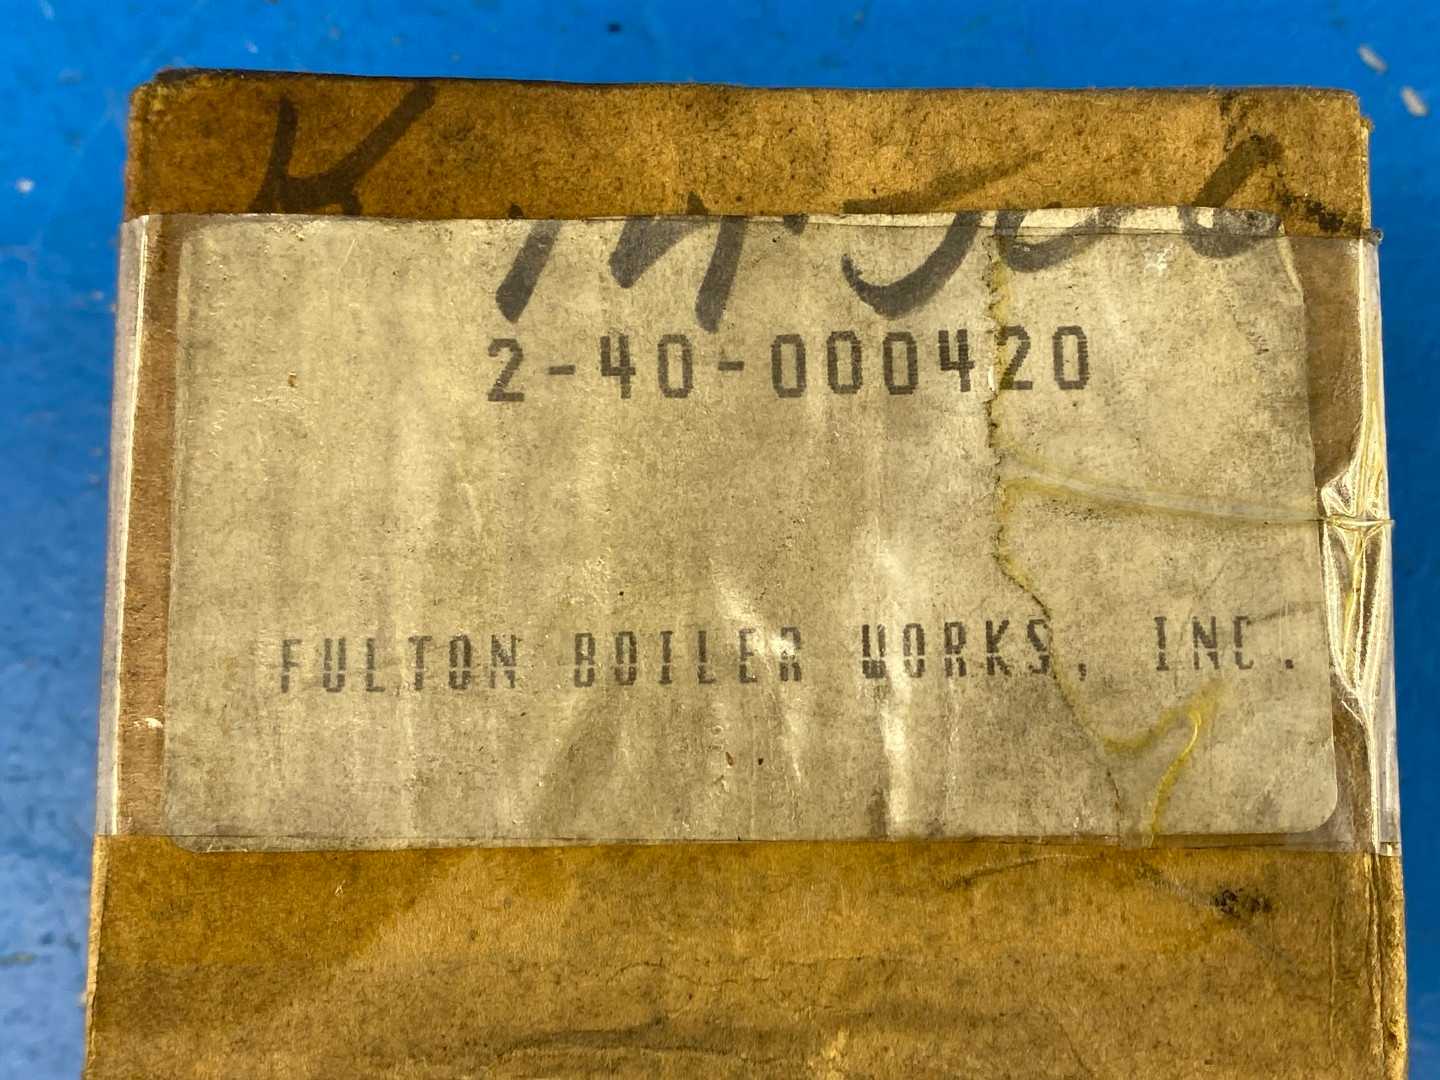 2-40-000420
FULTON BOILER WORKS, INC.